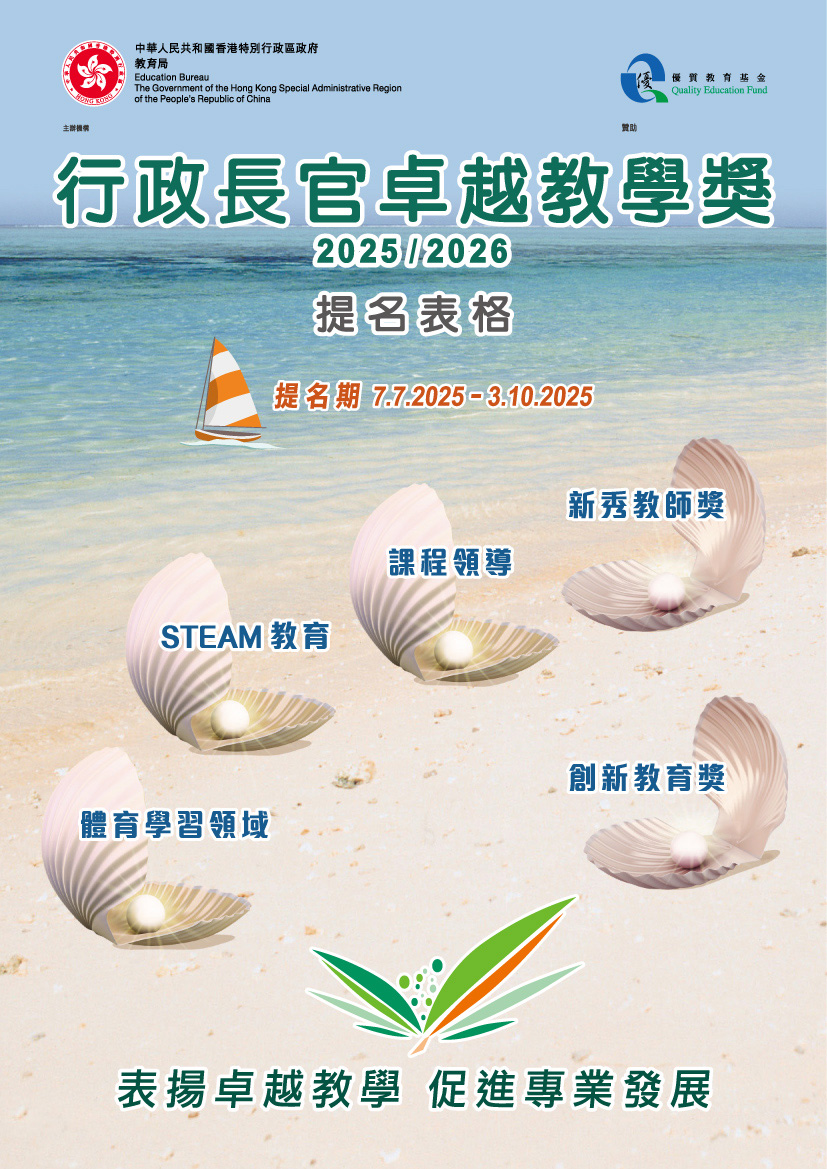 中華人民共和國香港特別行政區政府
教育局
Education Bureau
The Government of the Hong Kong Special Administrative Region
of the People's Republic of China
HONG KONG
優
優質教育基金
Quality Education Fund
主辦機構
贊助
行政長官卓越教學獎
2025/2026
提名表格
提名期 7.7.2025 - 3.10.2025
新秀教師獎
課程領導
STEAM 教育
創新教育獎
體育學習領域
表揚卓越教學 促進專業發展